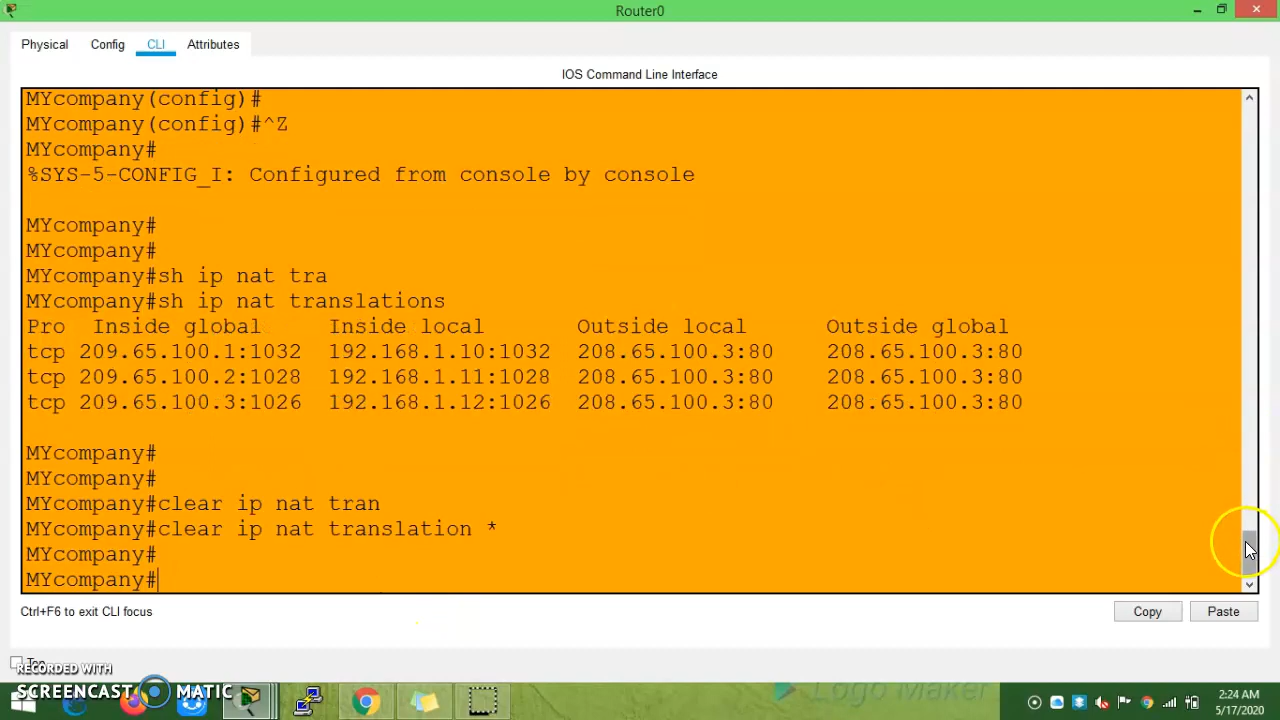 Router0
Physical Config CLI Attributes
IOS Command Line Interface
MYcompany(config)#
MYcompany(config)#^Z
MYcompany#
%SYS-5-CONFIG_I: Configured from console by console
MYcompany#
MYcompany#
MYcompany#sh ip nat tra
MYcompany#sh ip nat translations
Pro Inside global Inside local Outside local Outside global
tcp 209.65.100.1:1032 192.168.1.10:1032 208.65.100.3:80 208.65.100.3:80
tcp 209.65.100.2:1028 192.168.1.11:1028 208.65.100.3:80 208.65.100.3:80
tcp 209.65.100.3:1026 192.168.1.12:1026 208.65.100.3:80 208.65.100.3:80
MYcompany#
MYcompany#
MYcompany#clear ip nat tran
MYcompany#clear ip nat translation *
MYcompany#
MYcompany#
Ctrl+F6 to exit CLI focus
Copy Paste
RECORDED WITH
SCREENCAST MATIC
Logo Maker
2:24 AM
5/17/2020